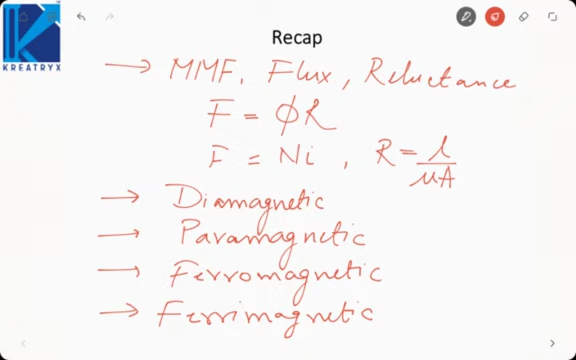 KREATRYX
Recap
→ MMF, Flux, Reluctance
F = ϕR
F = Ni , R = l/μA
→ Diamagnetic
→ Paramagnetic
→ Ferromagnetic
→ Ferrimagnetic